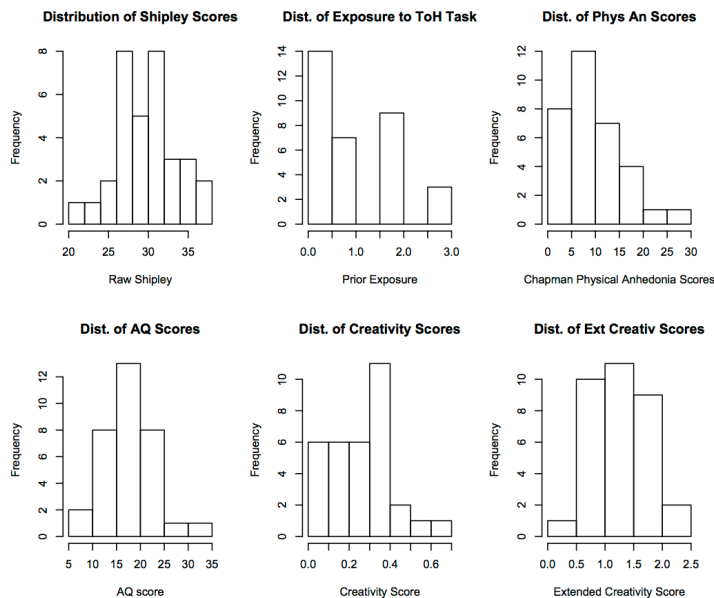 Distribution of Shipley Scores
Frequency
0 2 4 6 8
20 25 30 35
Raw Shipley
Dist. of Exposure to ToH Task
Frequency
0 2 4 6 8 10 12 14
0.0 1.0 2.0 3.0
Prior Exposure
Dist. of Phys An Scores
Frequency
0 2 4 6 8 10 12
0 5 10 15 20 25 30
Chapman Physical Anhedonia Scores
Dist. of AQ Scores
Frequency
0 2 4 6 8 10 12
5 10 15 20 25 30 35
AQ score
Dist. of Creativity Scores
Frequency
0 2 4 6 8 10
0.0 0.2 0.4 0.6
Creativity Score
Dist. of Ext Creativ Scores
Frequency
0 2 4 6 8 10
0.0 0.5 1.0 1.5 2.0 2.5
Extended Creativity Score